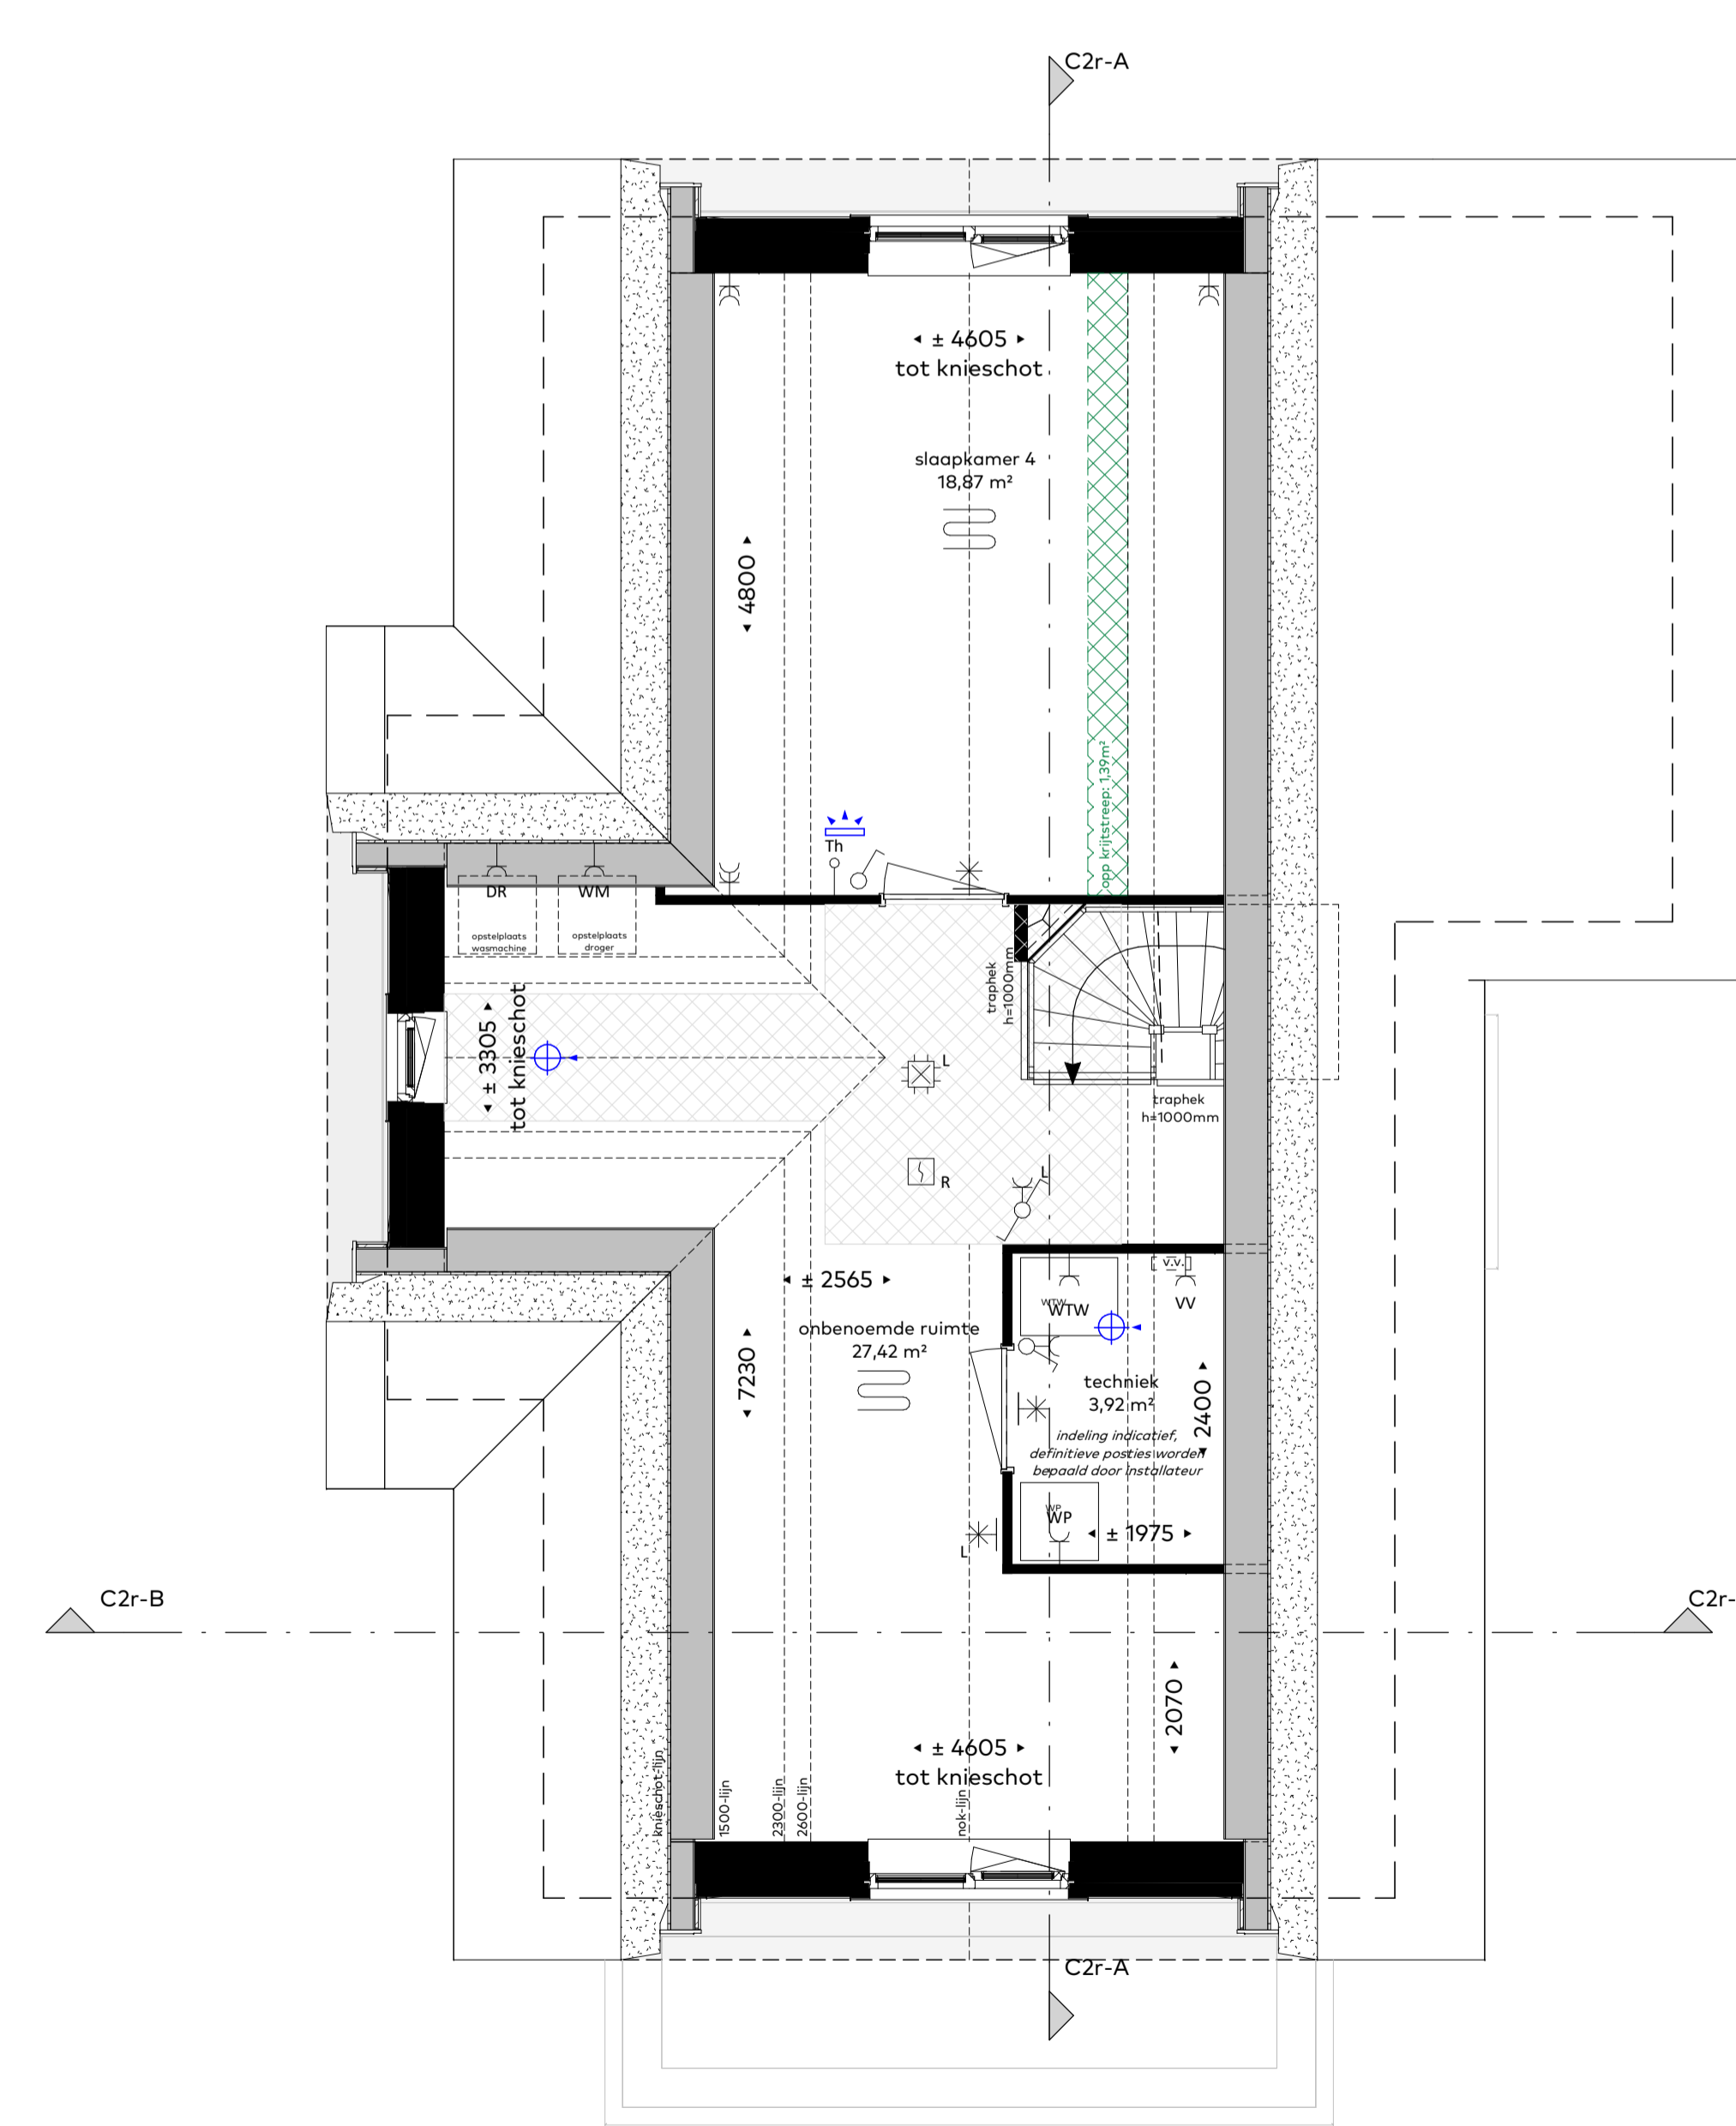 C2r-A
± 4605
tot knieschot
slaapkamer 4
18,87 m²
4800
opp krijtstreep: 1,39m²
Th
DR
WM
opstelplaats
wasmachine
opstelplaats
droger
traphek
h=1000mm
± 3305
tot knieschot
L
traphek
h=1000mm
R
L
v.v.
VV
WTW
WTW
± 2565
onbenoemde ruimte
27,42 m²
7230
techniek
3,92 m²
2400
indeling indicatief,
definitieve posties worden
bepaald door installateur
WP
WP
± 1975
L
C2r-B
C2r-
2070
± 4605
tot knieschot
knieschot-lijn
1500-lijn
2300-lijn
2600-lijn
nok-lijn
C2r-A